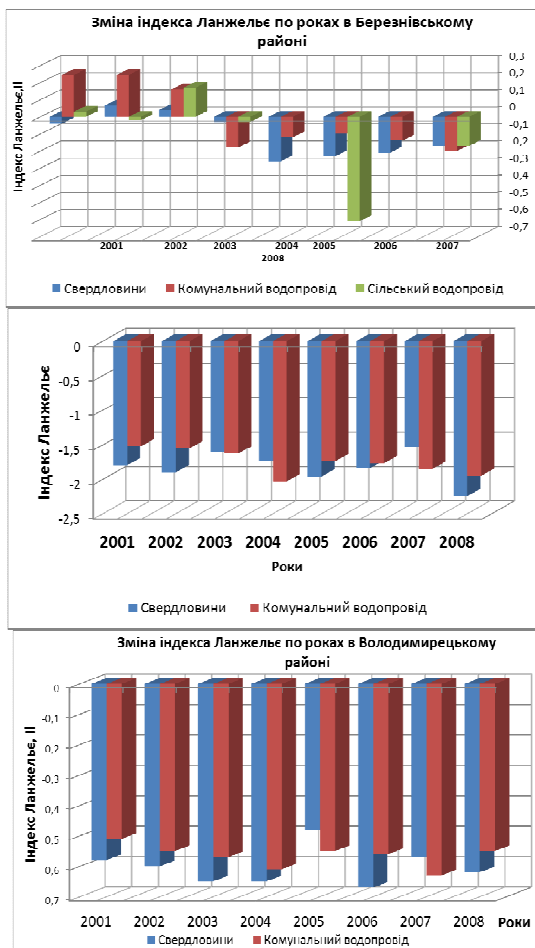 Зміна індекса Ланжельє по роках в Березнівському
районі
Індекс Ланжельє,ІІ
0,3
0,2
0,1
0
-0,1
-0,2
-0,3
-0,4
-0,5
-0,6
-0,7
2001 2002 2003 2004 2005 2006 2007
2008
Свердловини Комунальний водопровід Сільський водопровід
Індекс Ланжельє
0
-0,5
-1
-1,5
-2
-2,5
2001 2002 2003 2004 2005 2006 2007 2008
Роки
Свердловини Комунальний водопровід
Зміна індекса Ланжельє по роках в Володимирецькому
районі
Індекс Ланжельє, ІІ
0
-0,1
-0,2
-0,3
-0,4
0,5
0,6
0,7
2001 2002 2003 2004 2005 2006 2007 2008 Роки
Свердловини Комунальний водопровід